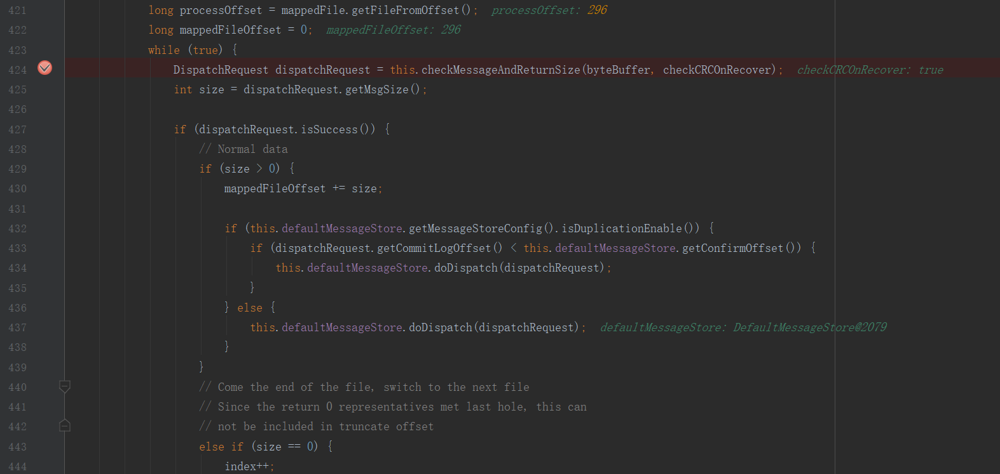 421 long processOffset = mappedFile.getFileFromOffset(); processOffset: 296
422 long mappedFileOffset = 0; mappedFileOffset: 296
423 while (true) {
424 DispatchRequest dispatchRequest = this.checkMessageAndReturnSize(byteBuffer, checkCRCOnRecover); checkCRCOnRecover: true
425 int size = dispatchRequest.getMsgSize();
426
427 if (dispatchRequest.isSuccess()) {
428 // Normal data
429 if (size > 0) {
430 mappedFileOffset += size;
431
432 if (this.defaultMessageStore.getMessageStoreConfig().isDuplicationEnable()) {
433 if (dispatchRequest.getCommitLogOffset() < this.defaultMessageStore.getConfirmOffset()) {
434 this.defaultMessageStore.doDispatch(dispatchRequest);
435 }
436 } else {
437 this.defaultMessageStore.doDispatch(dispatchRequest); defaultMessageStore: DefaultMessageStore@2079
438 }
439 }
440 // Come the end of the file, switch to the next file
441 // Since the return 0 representatives met last hole, this can
442 // not be included in truncate offset
443 else if (size == 0) {
444 index++;